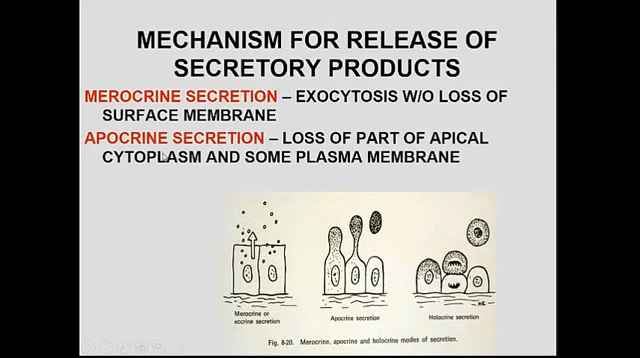 MECHANISM FOR RELEASE OF
SECRETORY PRODUCTS
MEROCRINE SECRETION – EXOCYTOSIS W/O LOSS OF
SURFACE MEMBRANE
APOCRINE SECRETION – LOSS OF PART OF APICAL
CYTOPLASM AND SOME PLASMA MEMBRANE
Merocrine or
eccrine secretion
Apocrine secretion
Holocrine secretion
Fig. 8-20. Merocrine, apocrine and holocrine modes of secretion.